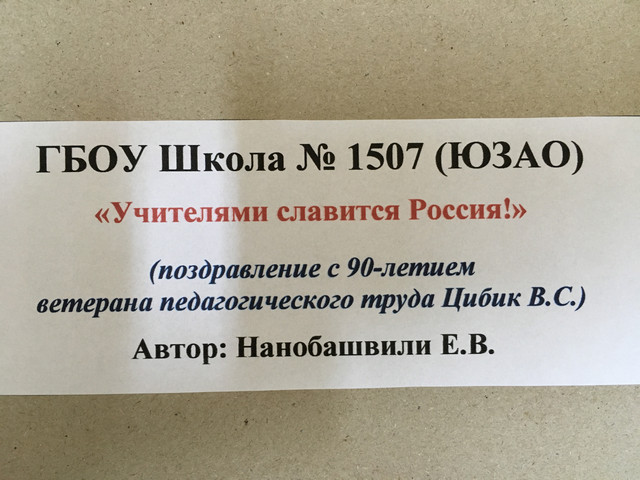 ГБОУ Школа № 1507 (ЮЗАО)
«Учителями славится Россия!»
(поздравление с 90-летием
ветерана педагогического труда Цибик В.С.)
Автор: Нанобашвили Е.В.